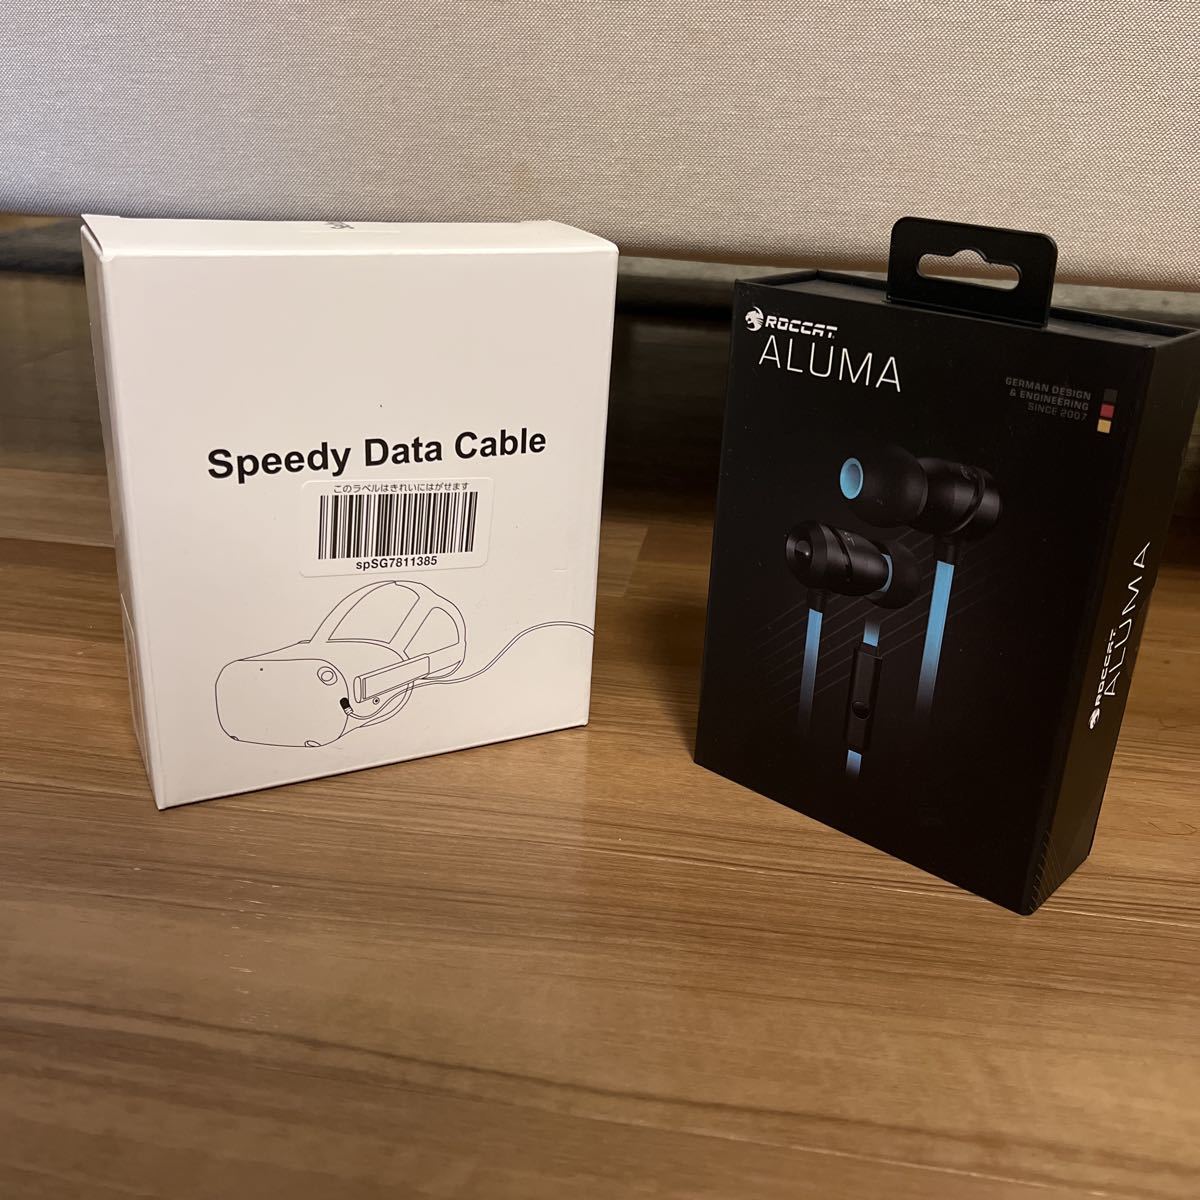 Speedy Data Cable
このラベルはきれいにはがせます
spSG7811385
ROCCAT
ALUMA
GERMAN DESIGN
& ENGINEERING
SINCE 2007
ROCCAT
ALUMA